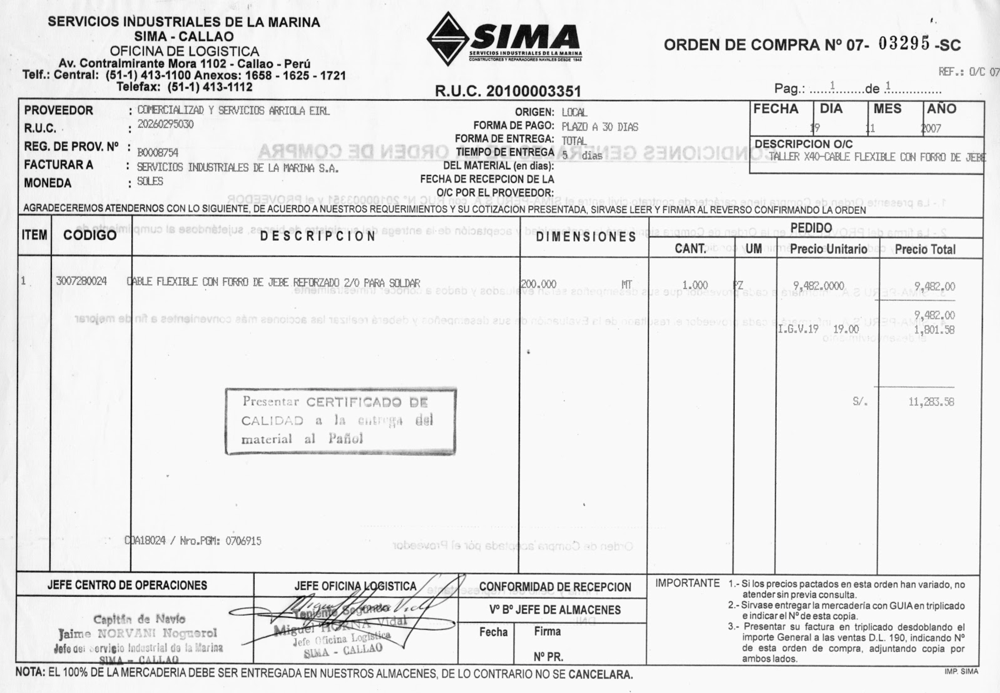 SERVICIOS INDUSTRIALES DE LA MARINA
SIMA - CALLAO
OFICINA DE LOGISTICA
Av. Contralmirante Mora 1102 - Callao - Perú
Telf.: Central: (51-1) 413-1100 Anexos: 1658 - 1625 - 1721
Telefax: (51-1) 413-1112
SIMA
SERVICIOS INDUSTRIALES DE LA MARINA
CONSTRUCTORES Y REPARADORES NAVALES DESDE 1845
R.U.C. 20100003351
ORDEN DE COMPRA Nº 07- 03295 -SC
REF.: O/C 07
Pag.: ......1.........de 1...............
PROVEEDOR : COMERCIALIZAD Y SERVICIOS ARRIOLA EIRL
R.U.C. : 20260295030
REG. DE PROV. Nº : B0008754
FACTURAR A : SERVICIOS INDUSTRIALES DE LA MARINA S.A.
MONEDA : SOLES
ORIGEN: LOCAL
FORMA DE PAGO: PLAZO A 30 DIAS
FORMA DE ENTREGA: TOTAL
TIEMPO DE ENTREGA 5 dias
DEL MATERIAL (en dias):
FECHA DE RECEPCION DE LA
O/C POR EL PROVEEDOR:
FECHA DIA MES AÑO
19 11 2007
DESCRIPCION O/C
TALLER X40-CABLE FLEXIBLE CON FORRO DE JEBE
AGRADECEREMOS ATENDERNOS CON LO SIGUIENTE, DE ACUERDO A NUESTROS REQUERIMIENTOS Y SU COTIZACION PRESENTADA, SIRVASE LEER Y FIRMAR AL REVERSO CONFIRMANDO LA ORDEN
ITEM CODIGO DESCRIPCION DIMENSIONES PEDIDO
CANT. UM Precio Unitario Precio Total
1 3007280024 CABLE FLEXIBLE CON FORRO DE JEBE REFORZADO 2/0 PARA SOLDAR 200.000 MT 1.000 PZ 9,482.0000 9,482.00
9,482.00
I.G.V.19 19.00 1,801.58
S/. 11,283.58
Presentar CERTIFICADO DE
CALIDAD a la entrega del
material al Pañol
COA18024 / Nro.PGM: 0706915
JEFE CENTRO DE OPERACIONES
Capitán de Navío
Jaime NORVANI Noguerol
Jefe del Servicio Industrial de la Marina
SIMA - CALLAO
JEFE OFICINA LOGISTICA
Teniente Segundo
Miguel HORNA Vidal
Jefe Oficina Logística
SIMA - CALLAO
CONFORMIDAD DE RECEPCION
Vº Bº JEFE DE ALMACENES
Fecha Firma
Nº PR.
IMPORTANTE 1.- Si los precios pactados en esta orden han variado, no
atender sin previa consulta.
2.- Sirvase entregar la mercadería con GUIA en triplicado
e indicar el Nº de esta copia.
3.- Presentar su factura en triplicado desdoblando el
importe General a las ventas D.L. 190, indicando Nº
de esta orden de compra, adjuntando copia por
ambos lados.
NOTA: EL 100% DE LA MERCADERIA DEBE SER ENTREGADA EN NUESTROS ALMACENES, DE LO CONTRARIO NO SE CANCELARA.
IMP. SIMA